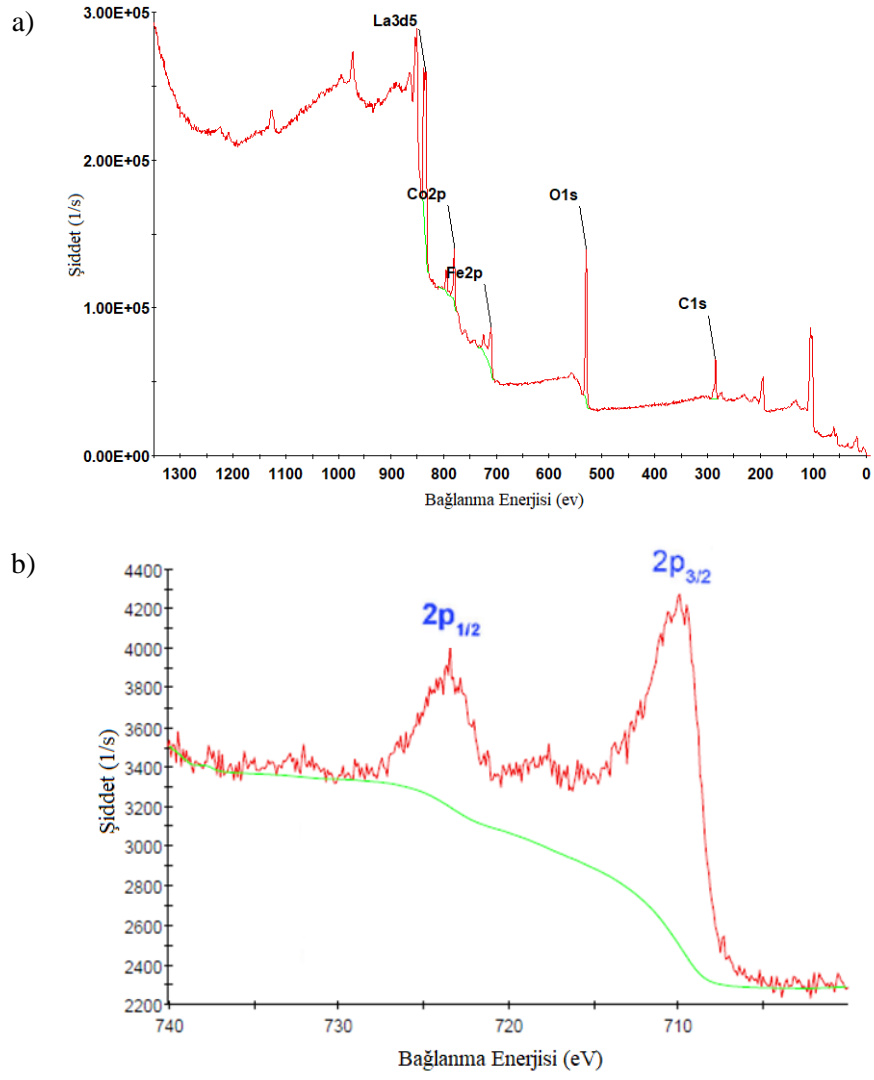 a)
3.00E+05
La3d5
2.00E+05
Co2p
O1s
Şiddet (1/s)
Fe2p
1.00E+05
C1s
0.00E+00
1300 1200 1100 1000 900 800 700 600 500 400 300 200 100 0
Bağlanma Enerjisi (ev)
b)
4400
2p3/2
4200
2p1/2
4000
3800
3600
3400
Şiddet (1/s)
3200
3000
2800
2600
2400
2200
740 730 720 710
Bağlanma Enerjisi (eV)